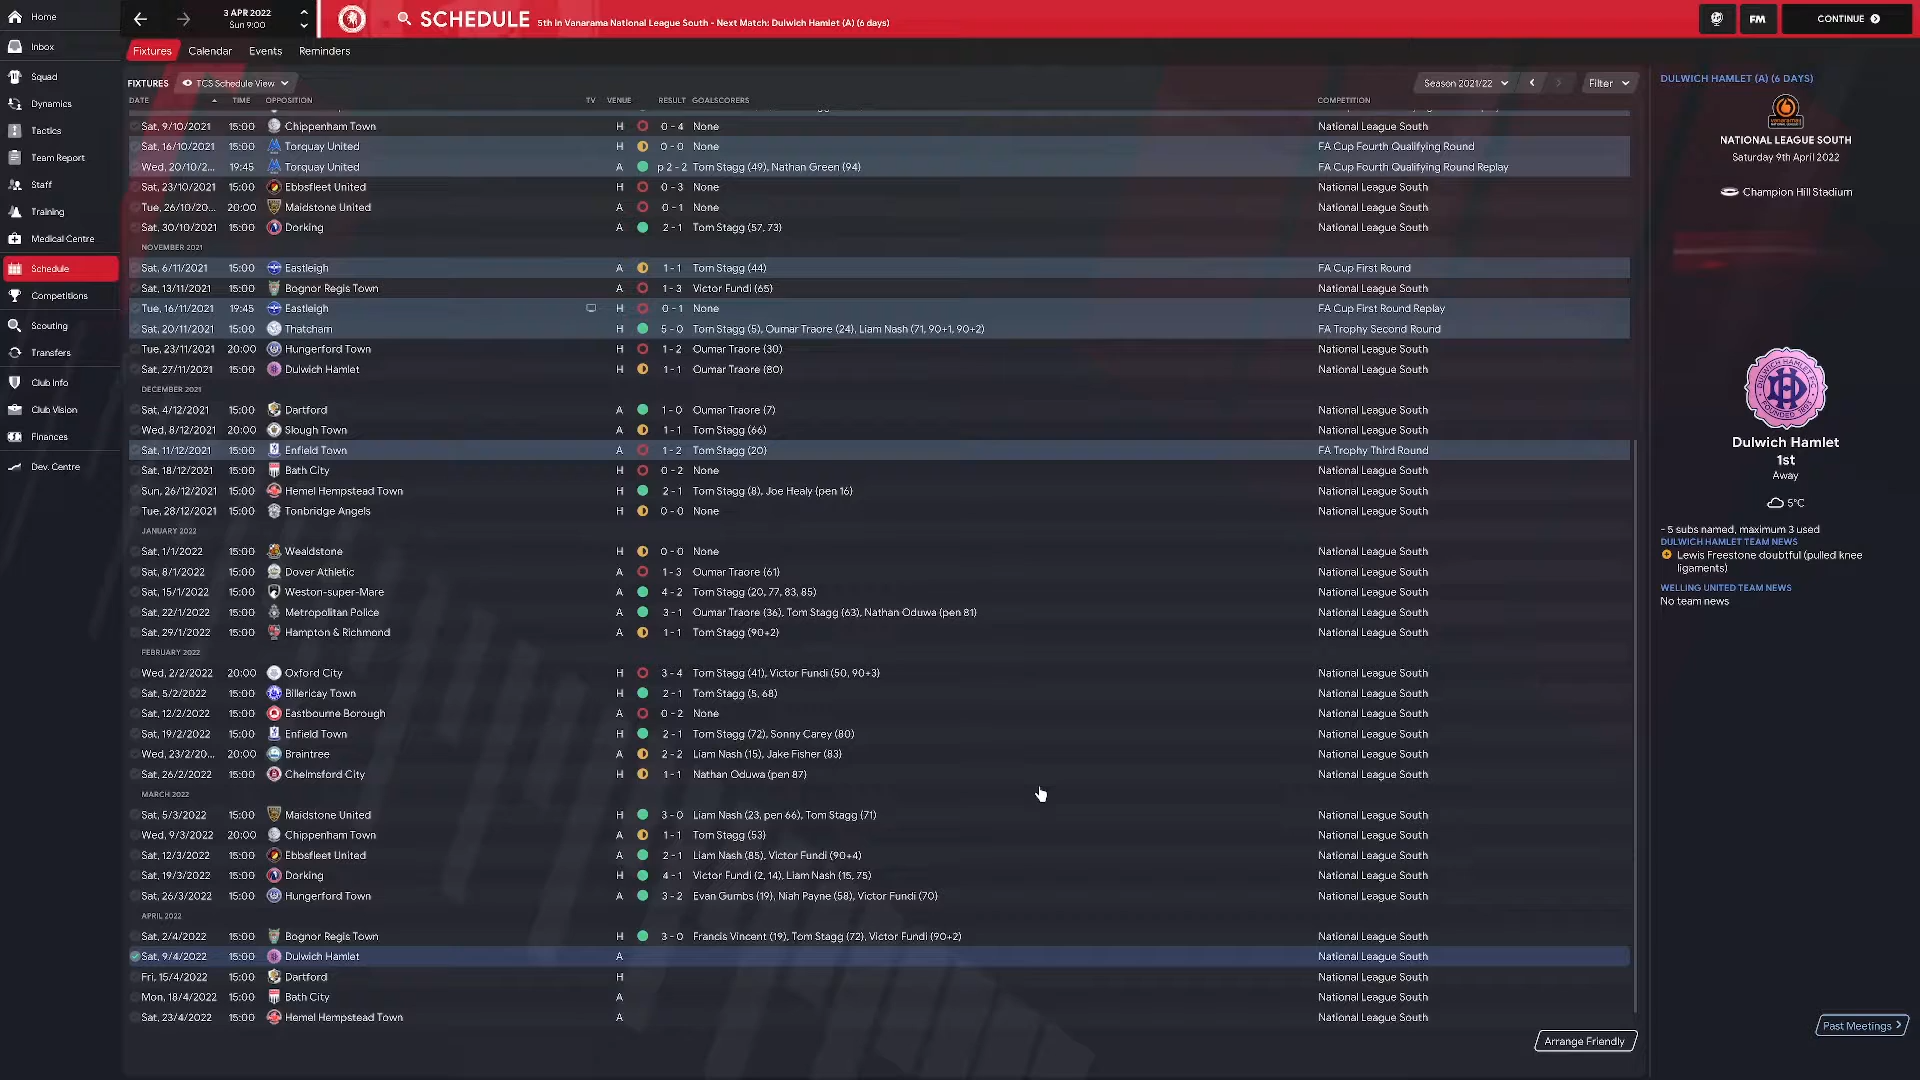 Home
3 APR 2022
Sun 9:00
SCHEDULE
5th in Vanarama National League South - Next Match: Dulwich Hamlet (A) (6 days)
FM
CONTINUE
Inbox
Squad
Dynamics
Tactics
Team Report
Staff
Training
Medical Centre
Schedule
Competitions
Scouting
Transfers
Club Info
Club Vision
Finances
Dev. Centre
Fixtures Calendar Events Reminders
FIXTURES TCS Schedule View Season 2021/22 Filter
DATE TIME OPPOSITION TV VENUE RESULT GOALSCORERS COMPETITION
Sat, 9/10/2021 15:00 Chippenham Town H 0 - 4 None National League South
Sat, 16/10/2021 15:00 Torquay United H 0 - 0 None FA Cup Fourth Qualifying Round
Wed, 20/10/2... 19:45 Torquay United A p 2 - 2 Tom Stagg (49), Nathan Green (94) FA Cup Fourth Qualifying Round Replay
Sat, 23/10/2021 15:00 Ebbsfleet United H 0 - 3 None National League South
Tue, 26/10/20... 20:00 Maidstone United A 0 - 1 None National League South
Sat, 30/10/2021 15:00 Dorking A 2 - 1 Tom Stagg (57, 73) National League South
NOVEMBER 2021
Sat, 6/11/2021 15:00 Eastleigh A 1 - 1 Tom Stagg (44) FA Cup First Round
Sat, 13/11/2021 15:00 Bognor Regis Town A 1 - 3 Victor Fundi (65) National League South
Tue, 16/11/2021 19:45 Eastleigh H 0 - 1 None FA Cup First Round Replay
Sat, 20/11/2021 15:00 Thatcham H 5 - 0 Tom Stagg (5), Oumar Traore (24), Liam Nash (71, 90+1, 90+2) FA Trophy Second Round
Tue, 23/11/2021 20:00 Hungerford Town H 1 - 2 Oumar Traore (30) National League South
Sat, 27/11/2021 15:00 Dulwich Hamlet H 1 - 1 Oumar Traore (80) National League South
DECEMBER 2021
Sat, 4/12/2021 15:00 Dartford A 1 - 0 Oumar Traore (7) National League South
Wed, 8/12/2021 20:00 Slough Town A 1 - 1 Tom Stagg (66) National League South
Sat, 11/12/2021 15:00 Enfield Town A 1 - 2 Tom Stagg (20) FA Trophy Third Round
Sat, 18/12/2021 15:00 Bath City H 0 - 2 None National League South
Sun, 26/12/2021 15:00 Hemel Hempstead Town H 2 - 1 Tom Stagg (8), Joe Healy (pen 16) National League South
Tue, 28/12/2021 15:00 Tonbridge Angels H 0 - 0 None National League South
JANUARY 2022
Sat, 1/1/2022 15:00 Wealdstone H 0 - 0 None National League South
Sat, 8/1/2022 15:00 Dover Athletic A 1 - 3 Oumar Traore (61) National League South
Sat, 15/1/2022 15:00 Weston-super-Mare A 4 - 2 Tom Stagg (20, 77, 83, 85) National League South
Sat, 22/1/2022 15:00 Metropolitan Police A 3 - 1 Oumar Traore (36), Tom Stagg (63), Nathan Oduwa (pen 81) National League South
Sat, 29/1/2022 15:00 Hampton & Richmond A 1 - 1 Tom Stagg (90+2) National League South
FEBRUARY 2022
Wed, 2/2/2022 20:00 Oxford City H 3 - 4 Tom Stagg (41), Victor Fundi (50, 90+3) National League South
Sat, 5/2/2022 15:00 Billericay Town H 2 - 1 Tom Stagg (5, 68) National League South
Sat, 12/2/2022 15:00 Eastbourne Borough A 0 - 2 None National League South
Sat, 19/2/2022 15:00 Enfield Town H 2 - 1 Tom Stagg (72), Sonny Carey (80) National League South
Wed, 23/2/20... 20:00 Braintree A 2 - 2 Liam Nash (15), Jake Fisher (83) National League South
Sat, 26/2/2022 15:00 Chelmsford City H 1 - 1 Nathan Oduwa (pen 87) National League South
MARCH 2022
Sat, 5/3/2022 15:00 Maidstone United H 3 - 0 Liam Nash (23, pen 66), Tom Stagg (71) National League South
Wed, 9/3/2022 20:00 Chippenham Town A 1 - 1 Tom Stagg (53) National League South
Sat, 12/3/2022 15:00 Ebbsfleet United A 2 - 1 Liam Nash (85), Victor Fundi (90+4) National League South
Sat, 19/3/2022 15:00 Dorking H 4 - 1 Victor Fundi (2, 14), Liam Nash (15, 75) National League South
Sat, 26/3/2022 15:00 Hungerford Town A 3 - 2 Evan Gumbs (19), Niah Payne (58), Victor Fundi (70) National League South
APRIL 2022
Sat, 2/4/2022 15:00 Bognor Regis Town H 3 - 0 Francis Vincent (19), Tom Stagg (72), Victor Fundi (90+2) National League South
Sat, 9/4/2022 15:00 Dulwich Hamlet A National League South
Fri, 15/4/2022 15:00 Dartford H National League South
Mon, 18/4/2022 15:00 Bath City A National League South
Sat, 23/4/2022 15:00 Hemel Hempstead Town A National League South
Arrange Friendly
DULWICH HAMLET (A) (6 DAYS)
NATIONAL LEAGUE SOUTH
Saturday 9th April 2022
Champion Hill Stadium
Dulwich Hamlet
1st
Away
5°C
- 5 subs named, maximum 3 used
DULWICH HAMLET TEAM NEWS
Lewis Freestone doubtful (pulled knee
ligaments)
WELLING UNITED TEAM NEWS
No team news
Past Meetings